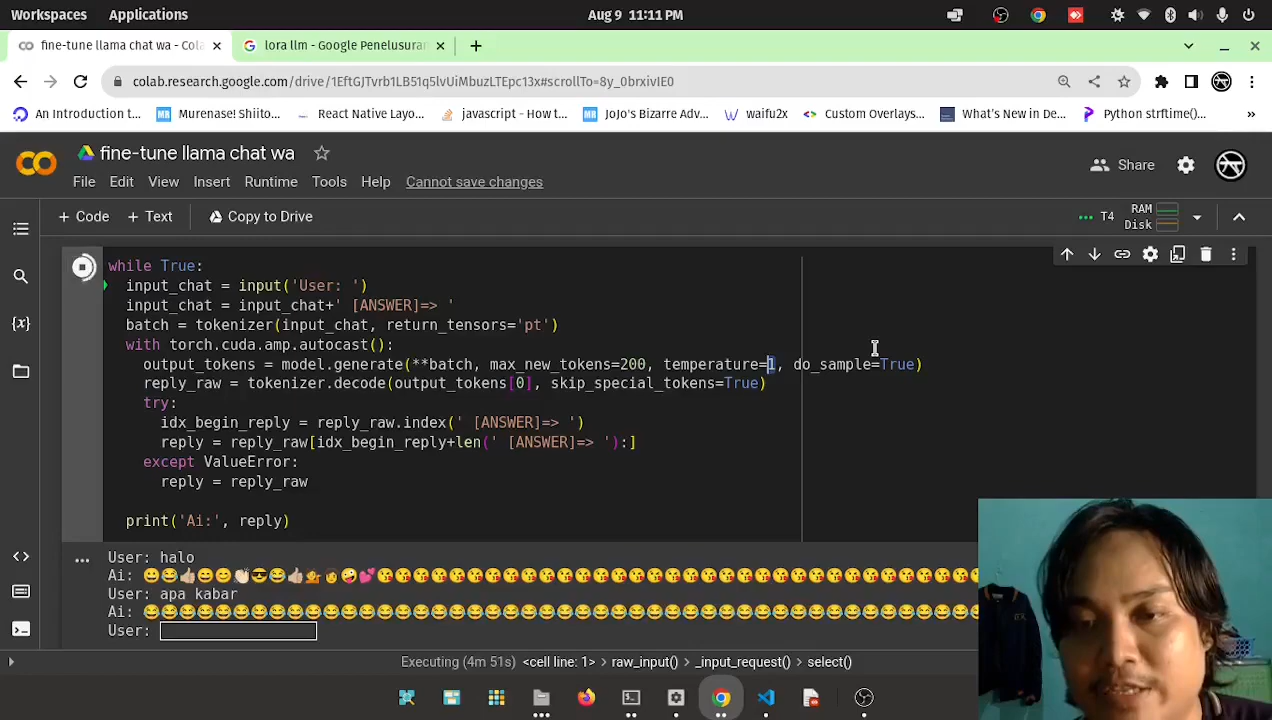 Workspaces Applications Aug 9 11:11 PM
fine-tune llama chat wa - Cola lora llm - Google Penelusuran
colab.research.google.com/drive/1EftGJTvrb1LB51q5lvUiMbuzLTEpc13x#scrollTo=8y_0brxivIE0
An Introduction t... Murenase! Shiito... React Native Layo... javascript - How t... JoJo's Bizarre Adv... waifu2x Custom Overlays... What's New in De... Python strftime()... »
fine-tune llama chat wa
Share
File Edit View Insert Runtime Tools Help Cannot save changes
+ Code + Text Copy to Drive T4 RAM
Disk
while True:
input_chat = input('User: ')
input_chat = input_chat+' [ANSWER]=> '
batch = tokenizer(input_chat, return_tensors='pt')
with torch.cuda.amp.autocast():
output_tokens = model.generate(**batch, max_new_tokens=200, temperature=1, do_sample=True)
reply_raw = tokenizer.decode(output_tokens[0], skip_special_tokens=True)
try:
idx_begin_reply = reply_raw.index(' [ANSWER]=> ')
reply = reply_raw[idx_begin_reply+len(' [ANSWER]=> '):]
except ValueError:
reply = reply_raw
print('Ai:', reply)
User: halo
Ai:
User: apa kabar
Ai:
User:
Executing (4m 51s) <cell line: 1> > raw_input() > _input_request() > select()